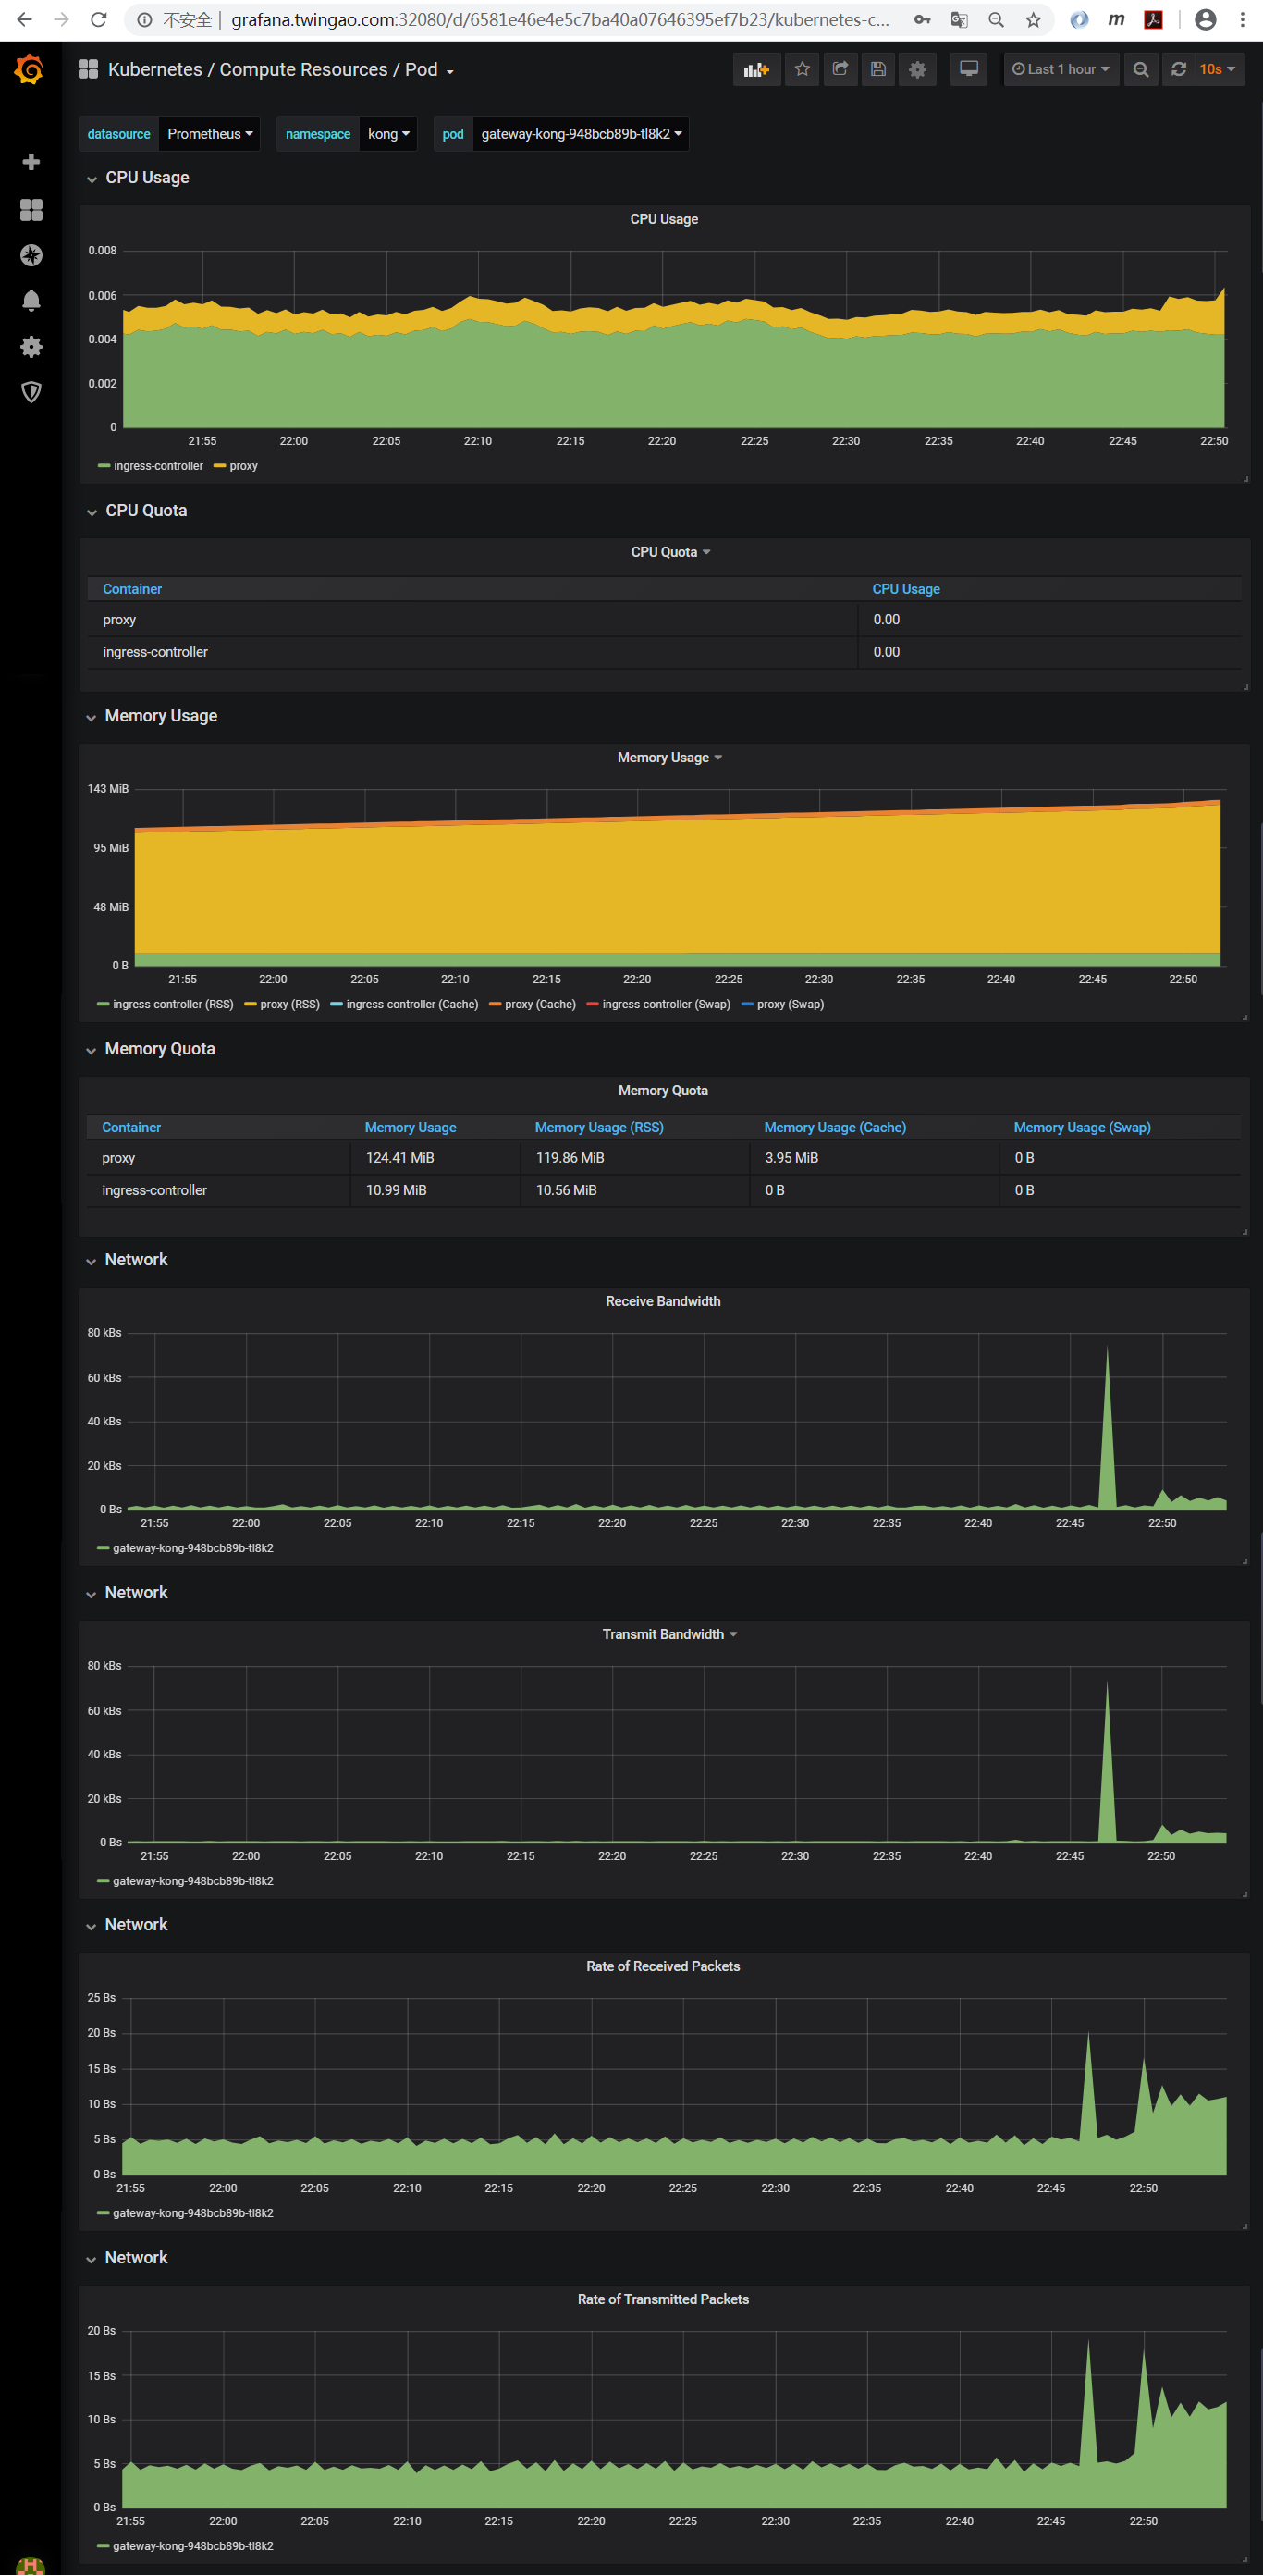 不安全 | grafana.twingao.com:32080/d/6581e46e4e5c7ba40a07646395ef7b23/kubernetes-c...
Kubernetes / Compute Resources / Pod
Last 1 hour 10s
datasource Prometheus namespace kong pod gateway-kong-948bcb89b-tl8k2
CPU Usage
CPU Usage
0.008
0.006
0.004
0.002
0
21:55 22:00 22:05 22:10 22:15 22:20 22:25 22:30 22:35 22:40 22:45 22:50
ingress-controller proxy
CPU Quota
CPU Quota
Container CPU Usage
proxy 0.00
ingress-controller 0.00
Memory Usage
Memory Usage
143 MiB
95 MiB
48 MiB
0 B
21:55 22:00 22:05 22:10 22:15 22:20 22:25 22:30 22:35 22:40 22:45 22:50
ingress-controller (RSS) proxy (RSS) ingress-controller (Cache) proxy (Cache) ingress-controller (Swap) proxy (Swap)
Memory Quota
Memory Quota
Container Memory Usage Memory Usage (RSS) Memory Usage (Cache) Memory Usage (Swap)
proxy 124.41 MiB 119.86 MiB 3.95 MiB 0 B
ingress-controller 10.99 MiB 10.56 MiB 0 B 0 B
Network
Receive Bandwidth
80 kBs
60 kBs
40 kBs
20 kBs
0 Bs
21:55 22:00 22:05 22:10 22:15 22:20 22:25 22:30 22:35 22:40 22:45 22:50
gateway-kong-948bcb89b-tl8k2
Network
Transmit Bandwidth
80 kBs
60 kBs
40 kBs
20 kBs
0 Bs
21:55 22:00 22:05 22:10 22:15 22:20 22:25 22:30 22:35 22:40 22:45 22:50
gateway-kong-948bcb89b-tl8k2
Network
Rate of Received Packets
25 Bs
20 Bs
15 Bs
10 Bs
5 Bs
0 Bs
21:55 22:00 22:05 22:10 22:15 22:20 22:25 22:30 22:35 22:40 22:45 22:50
gateway-kong-948bcb89b-tl8k2
Network
Rate of Transmitted Packets
20 Bs
15 Bs
10 Bs
5 Bs
0 Bs
21:55 22:00 22:05 22:10 22:15 22:20 22:25 22:30 22:35 22:40 22:45 22:50
gateway-kong-948bcb89b-tl8k2